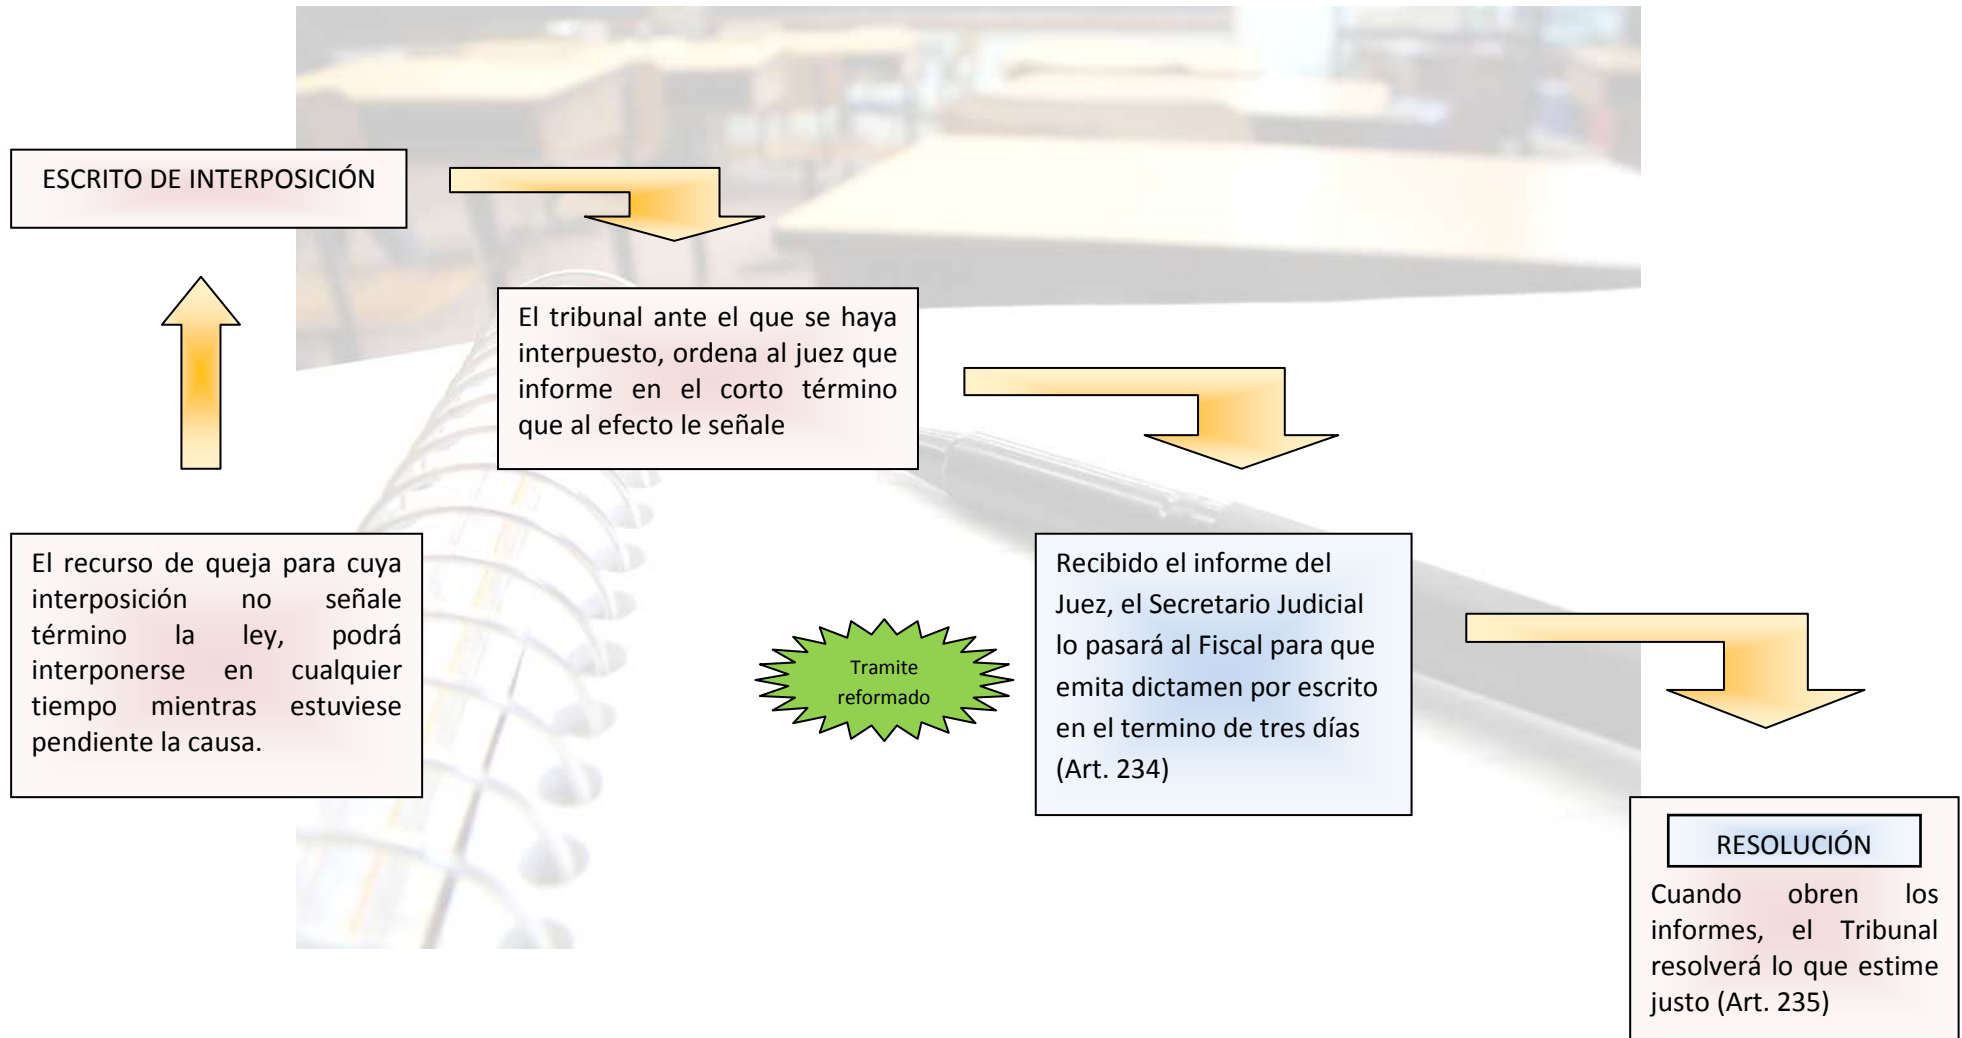 ESCRITO DE INTERPOSICIÓN
El tribunal ante el que se haya
interpuesto, ordena al juez que
informe en el corto término
que al efecto le señale
El recurso de queja para cuya
interposición no señale
término la ley, podrá
interponerse en cualquier
tiempo mientras estuviese
pendiente la causa.
Tramite
reformado
Recibido el informe del
Juez, el Secretario Judicial
lo pasará al Fiscal para que
emita dictamen por escrito
en el termino de tres días
(Art. 234)
RESOLUCIÓN
Cuando obren los
informes, el Tribunal
resolverá lo que estime
justo (Art. 235)